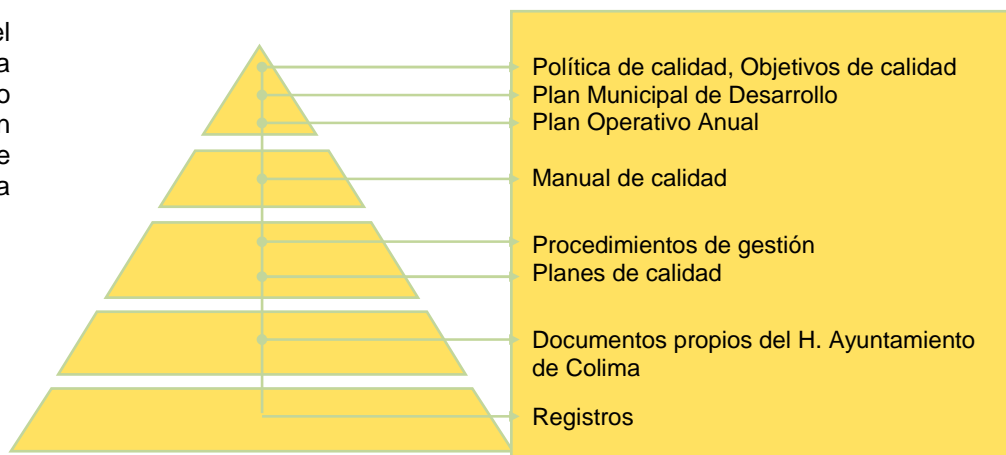 el
a
o
n
e
a
Política de calidad, Objetivos de calidad
Plan Municipal de Desarrollo
Plan Operativo Anual
Manual de calidad
Procedimientos de gestión
Planes de calidad
Documentos propios del H. Ayuntamiento
de Colima
Registros